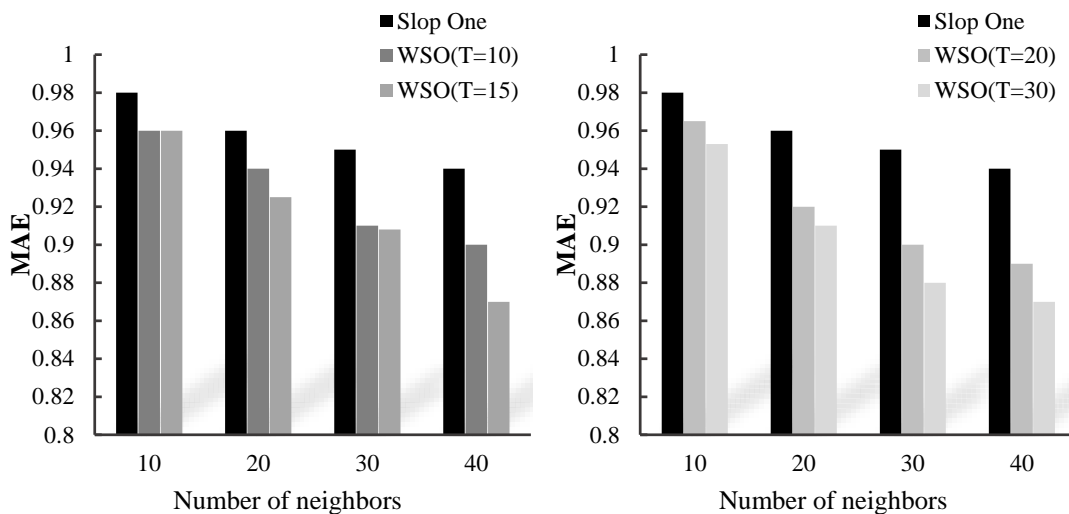 Slop One
WSO(T=10)
WSO(T=15)
1
0.98
0.96
0.94
0.92
0.9
0.88
0.86
0.84
0.82
0.8
MAE
10 20 30 40
Number of neighbors
Slop One
WSO(T=20)
WSO(T=30)
1
0.98
0.96
0.94
0.92
0.9
0.88
0.86
0.84
0.82
0.8
MAE
10 20 30 40
Number of neighbors